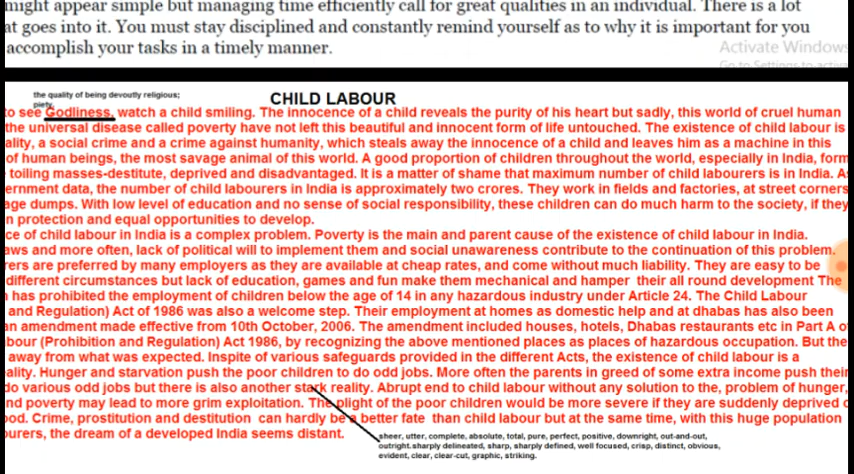 might appear simple but managing time efficiently call for great qualities in an individual. There is a lot
at goes into it. You must stay disciplined and constantly remind yourself as to why it is important for you
accomplish your tasks in a timely manner.
Activate Windows
Go to Settings to activa
the quality of being devoutly religious;
piety.
CHILD LABOUR
to see Godliness, watch a child smiling. The innocence of a child reveals the purity of his heart but sadly, this world of cruel human
the universal disease called poverty have not left this beautiful and innocent form of life untouched. The existence of child labour is
ality, a social crime and a crime against humanity, which steals away the innocence of a child and leaves him as a machine in this
of human beings, the most savage animal of this world. A good proportion of children throughout the world, especially in India, form
toiling masses-destitute, deprived and disadvantaged. It is a matter of shame that maximum number of child labourers is in India. A
ernment data, the number of child labourers in India is approximately two crores. They work in fields and factories, at street corners
age dumps. With low level of education and no sense of social responsibility, these children can do much harm to the society, if they
n protection and equal opportunities to develop.
ce of child labour in India is a complex problem. Poverty is the main and parent cause of the existence of child labour in India.
aws and more often, lack of political will to implement them and social unawareness contribute to the continuation of this problem.
rers are preferred by many employers as they are available at cheap rates, and come without much liability. They are easy to be
different circumstances but lack of education, games and fun make them mechanical and hamper their all round development The
has prohibited the employment of children below the age of 14 in any hazardous industry under Article 24. The Child Labour
and Regulation) Act of 1986 was also a welcome step. Their employment at homes as domestic help and at dhabas has also been
an amendment made effective from 10th October, 2006. The amendment included houses, hotels, Dhabas restaurants etc in Part A o
bour (Prohibition and Regulation) Act 1986, by recognizing the above mentioned places as places of hazardous occupation. But the
away from what was expected. Inspite of various safeguards provided in the different Acts, the existence of child labour is a
ality. Hunger and starvation push the poor children to do odd jobs. More often the parents in greed of some extra income push their
do various odd jobs but there is also another stark reality. Abrupt end to child labour without any solution to the, problem of hunger,
nd poverty may lead to more grim exploitation. The plight of the poor children would be more severe if they are suddenly deprived o
ood. Crime, prostitution and destitution can hardly be a better fate than child labour but at the same time, with this huge population
ourers, the dream of a developed India seems distant.
sheer, utter, complete, absolute, total, pure, perfect, positive, downright, out-and-out,
outright.sharply delineated, sharp, sharply defined, well focused, crisp, distinct, obvious,
evident, clear, clear-cut, graphic, striking.